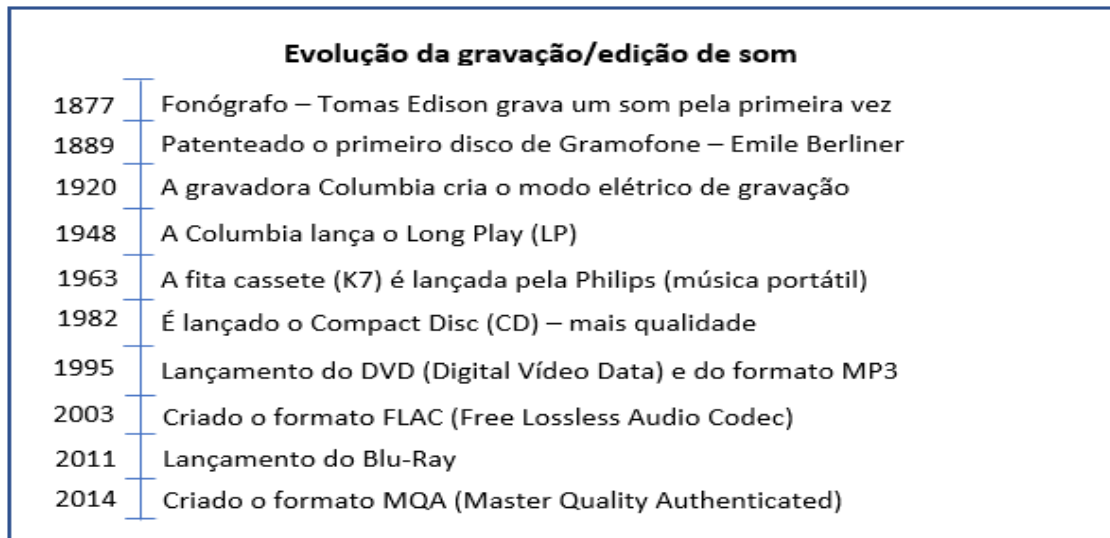 Evolução da gravação/edição de som
1877 Fonógrafo – Tomas Edison grava um som pela primeira vez
1889 Patenteado o primeiro disco de Gramofone – Emile Berliner
1920 A gravadora Columbia cria o modo elétrico de gravação
1948 A Columbia lança o Long Play (LP)
1963 A fita cassete (K7) é lançada pela Philips (música portátil)
1982 É lançado o Compact Disc (CD) – mais qualidade
1995 Lançamento do DVD (Digital Vídeo Data) e do formato MP3
2003 Criado o formato FLAC (Free Lossless Audio Codec)
2011 Lançamento do Blu-Ray
2014 Criado o formato MQA (Master Quality Authenticated)